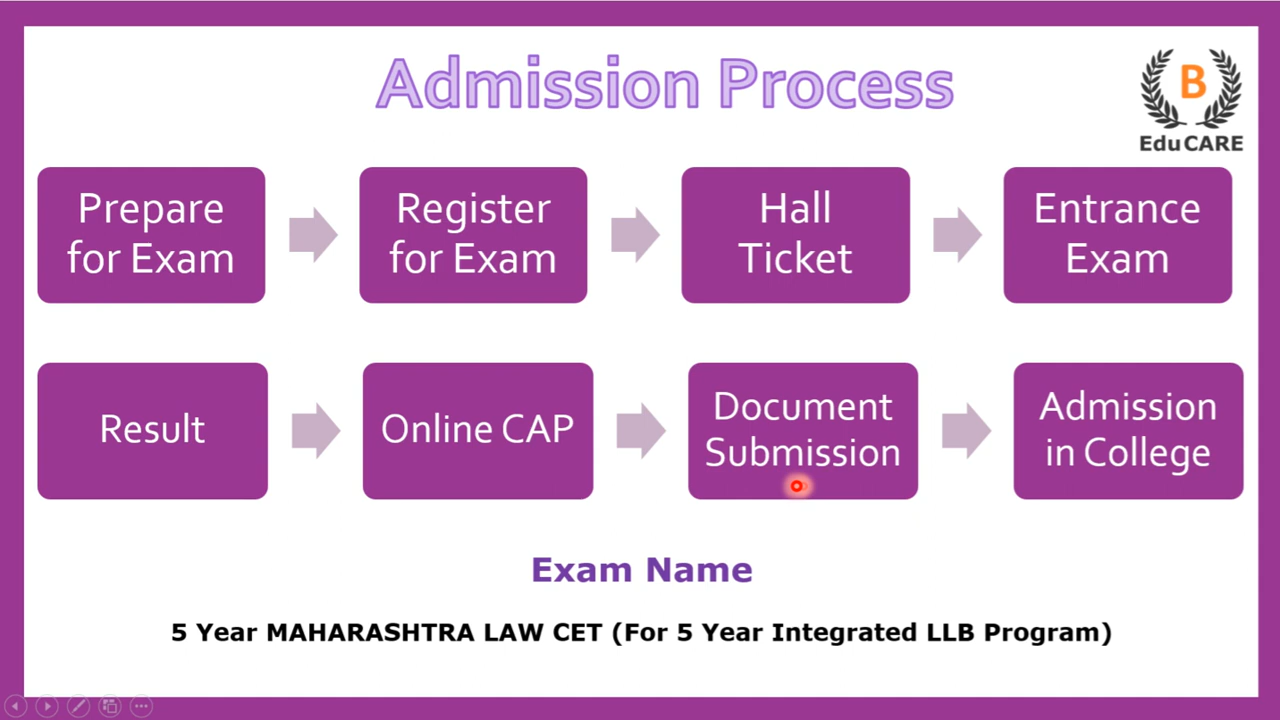 Admission Process
B
EduCARE
Prepare
for Exam
Register
for Exam
Hall
Ticket
Entrance
Exam
Result
Online CAP
Document
Submission
Admission
in College
Exam Name
5 Year MAHARASHTRA LAW CET (For 5 Year Integrated LLB Program)